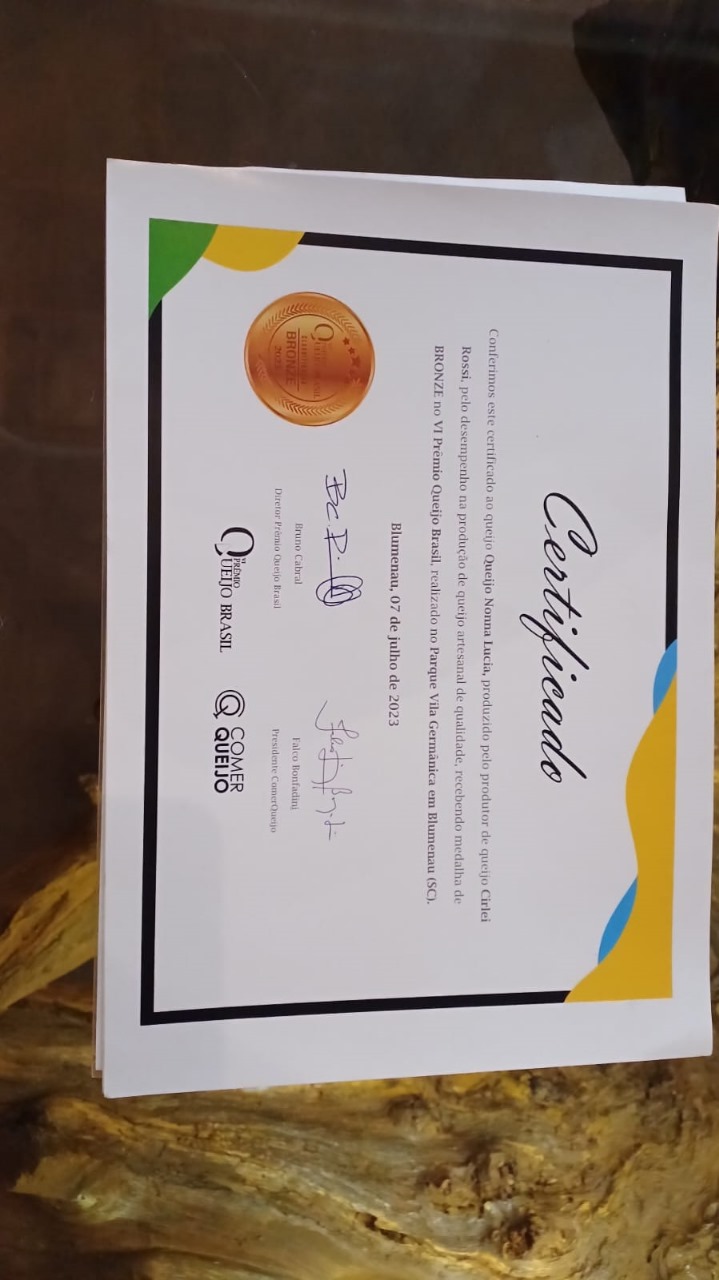 Certificado
Conferimos este certificado ao queijo Queijo Nonna Lucia, produzido pelo produtor de queijo Cirlei
Rossi, pelo desempenho na produção de queijo artesanal de qualidade, recebendo medalha de
BRONZE no VI Prêmio Queijo Brasil, realizado no Parque Vila Germânica em Blumenau (SC).
Blumenau, 07 de julho de 2023
BRONZE
Bruno Cabral
Diretor Prêmio Queijo Brasil
Falco Bonfadini
Presidente ComerQueijo
VI PRÊMIO
QUEIJO BRASIL
COMER
QUEIJO